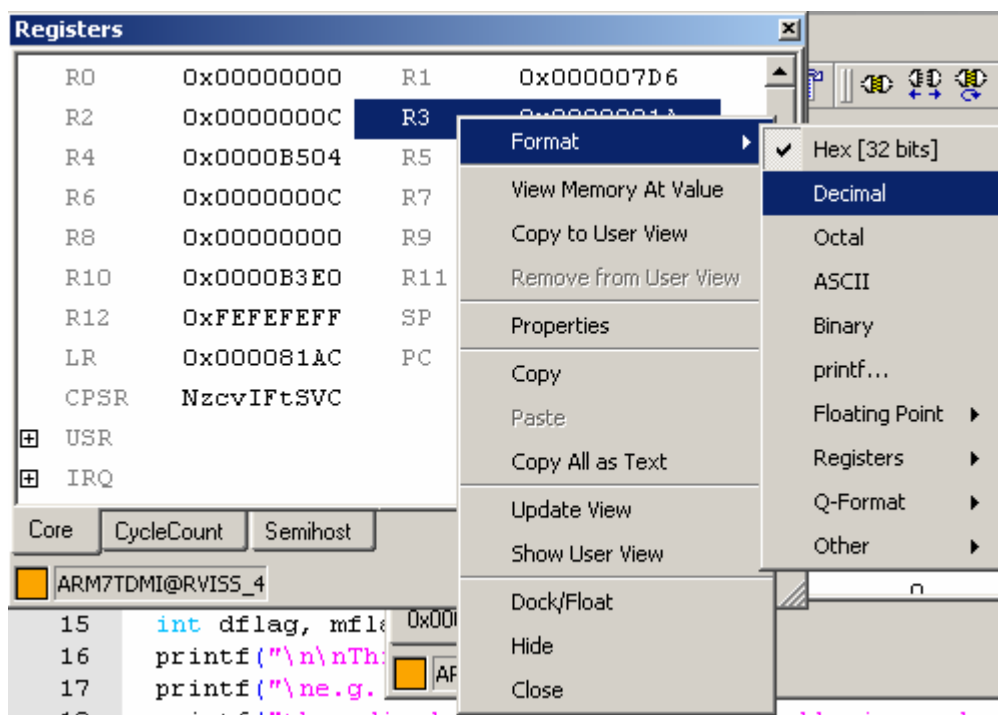 Registers
R0 0x00000000 R1 0x000007D6
R2 0x0000000C R3 0x0000001A
R4 0x0000B504 R5
R6 0x0000000C R7
R8 0x00000000 R9
R10 0x0000B3E0 R11
R12 0xFEFEFEFF SP
LR 0x000081AC PC
CPSR NzcvIFtSVC
USR
IRQ
Core CycleCount Semihost
ARM7TDMI@RVISS_4
Format
View Memory At Value
Copy to User View
Remove from User View
Properties
Copy
Paste
Copy All as Text
Update View
Show User View
Dock/Float
Hide
Close
Hex [32 bits]
Decimal
Octal
ASCII
Binary
printf...
Floating Point
Registers
Q-Format
Other
15 int dflag, mfl
16 printf("\n\nTh
17 printf("\ne.g.